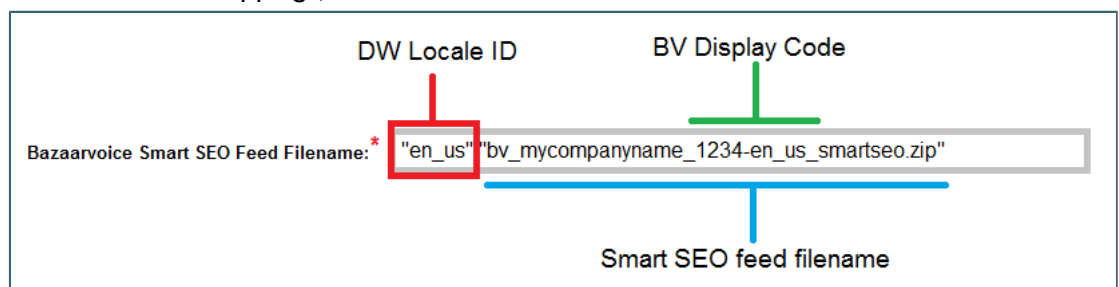 DW Locale ID
BV Display Code
Bazaarvoice Smart SEO Feed Filename:* "en_us" "bv_mycompanyname_1234-en_us_smartseo.zip"
Smart SEO feed filename